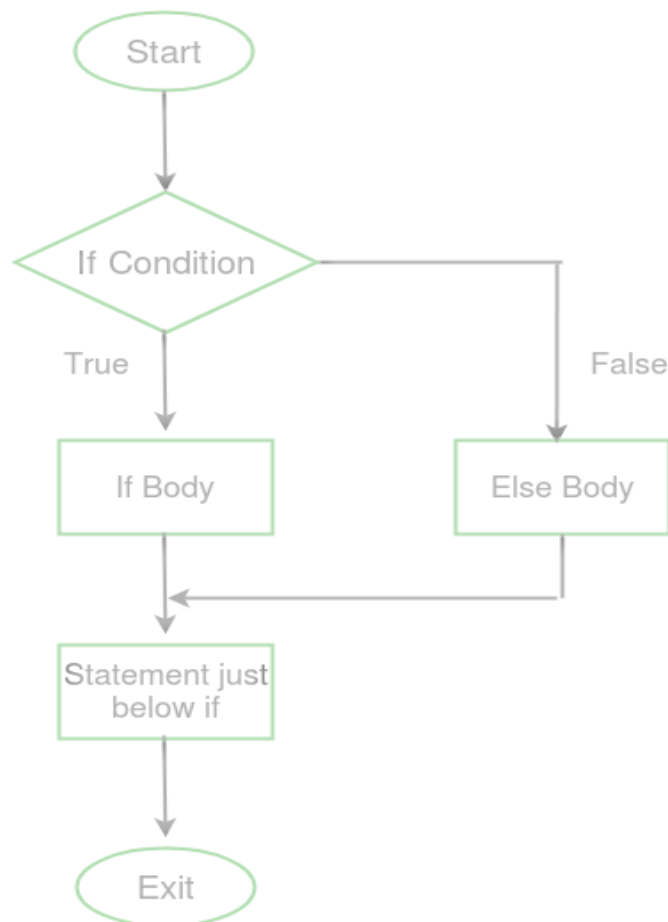 Start
If Condition
True
False
If Body
Else Body
Statement just
below if
Exit